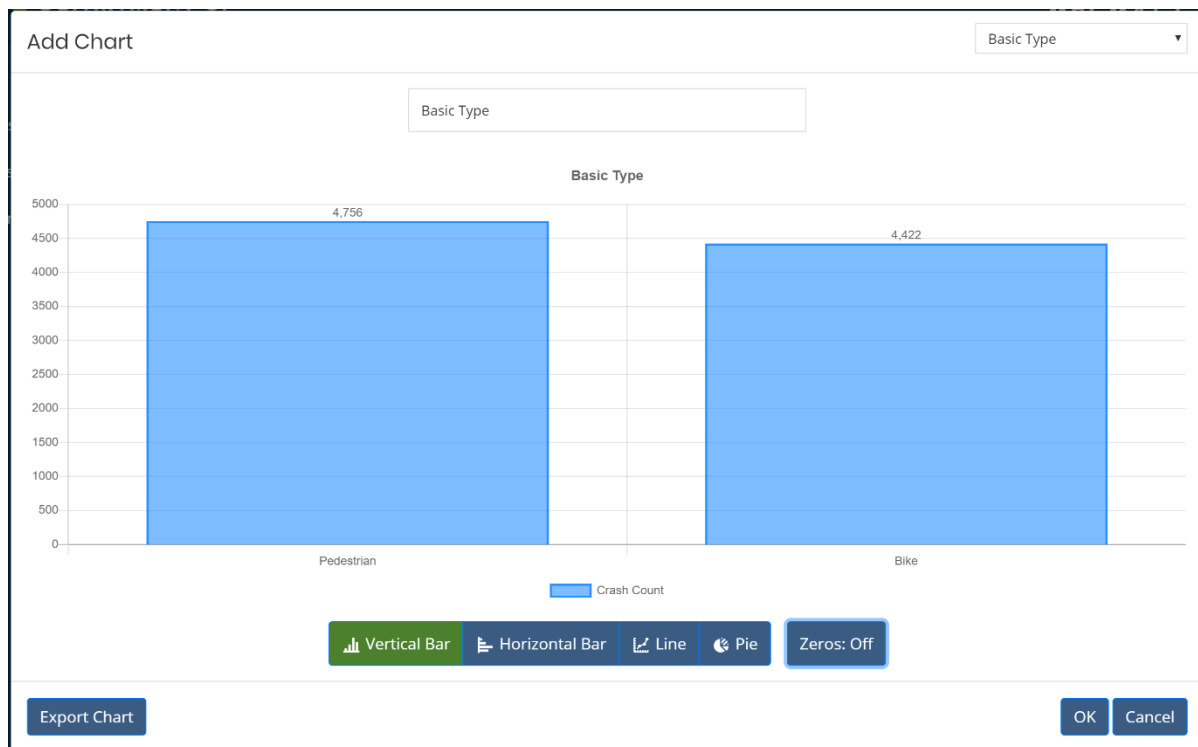 Add Chart
Basic Type
Basic Type
Basic Type
5000
4500
4000
3500
3000
2500
2000
1500
1000
500
0
4,756
4,422
Pedestrian
Bike
Crash Count
Vertical Bar
Horizontal Bar
Line
Pie
Zeros: Off
Export Chart
OK
Cancel